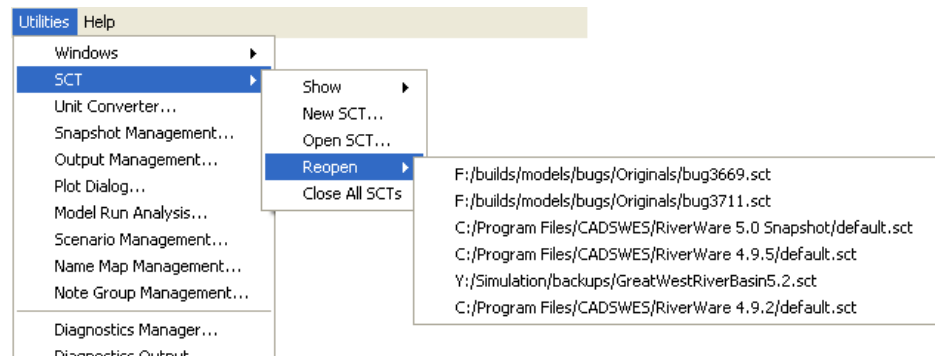 Utilities Help
Windows
SCT
Unit Converter...
Snapshot Management...
Output Management...
Plot Dialog...
Model Run Analysis...
Scenario Management...
Name Map Management...
Note Group Management...
Diagnostics Manager...
Diagnostics Output
Show
New SCT...
Open SCT...
Reopen
Close All SCTs
F:/builds/models/bugs/Originals/bug3669.sct
F:/builds/models/bugs/Originals/bug3711.sct
C:/Program Files/CADSWES/RiverWare 5.0 Snapshot/default.sct
C:/Program Files/CADSWES/RiverWare 4.9.5/default.sct
Y:/Simulation/backups/GreatWestRiverBasin5.2.sct
C:/Program Files/CADSWES/RiverWare 4.9.2/default.sct